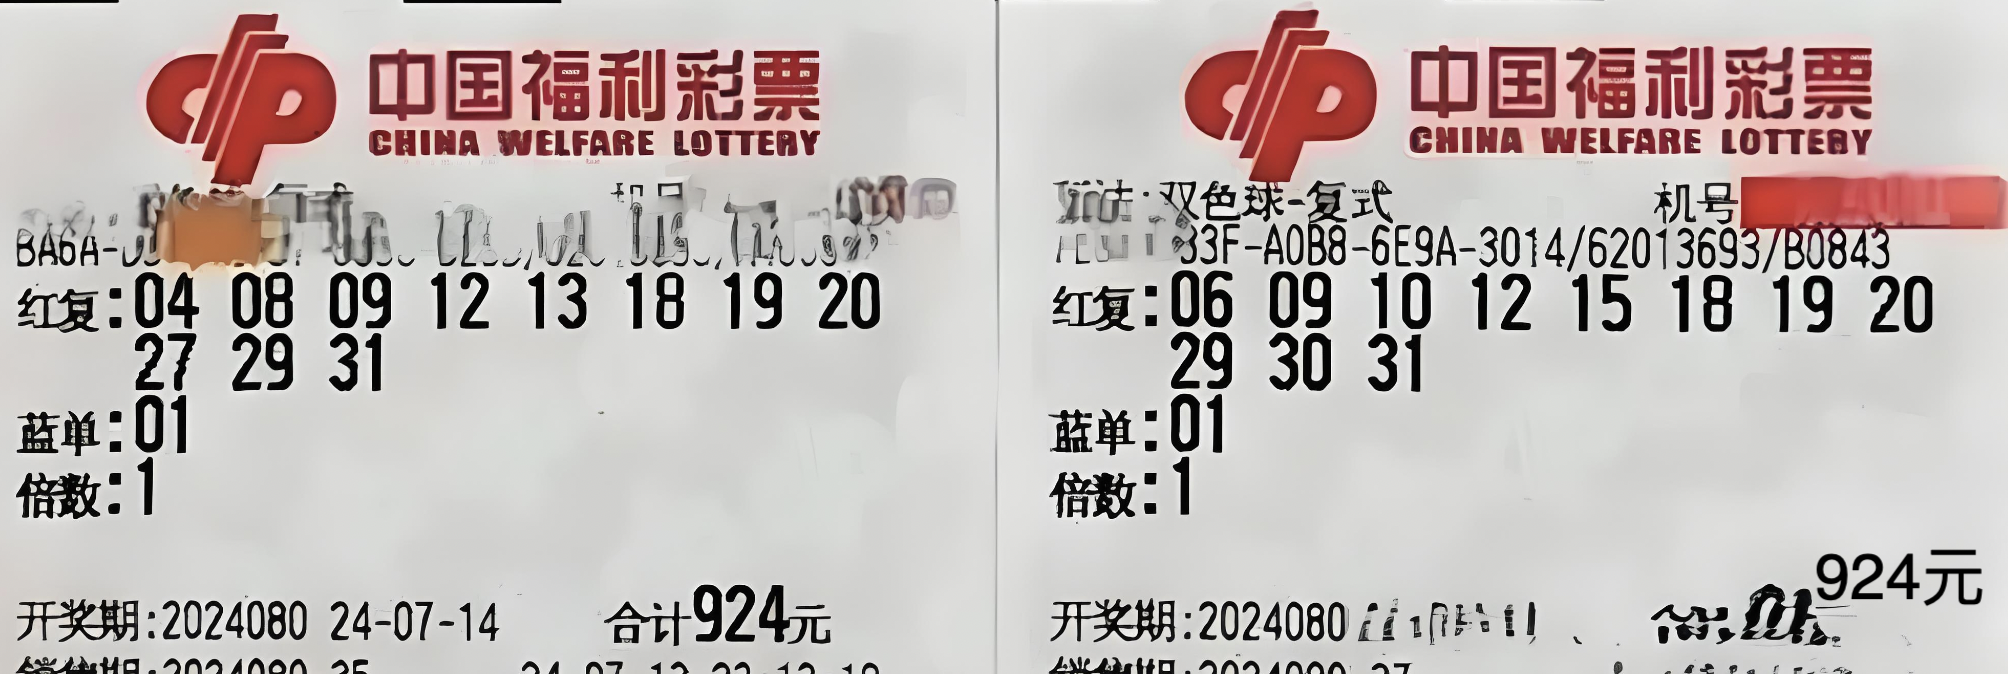 中国福利彩票
CHINA WELFARE LOTTERY
BA6A-
红复:04 08 09 12 13 18 19 20
27 29 31
蓝单:01
倍数:1
开奖期:2024080 24-07-14 合计924元
中国福利彩票
CHINA WELFARE LOTTERY
双色球-复式 机号
33F-A0B8-6E9A-3014/62013693/B0843
红复:06 09 10 12 15 18 19 20
29 30 31
蓝单:01
倍数:1
924元
开奖期:2024080